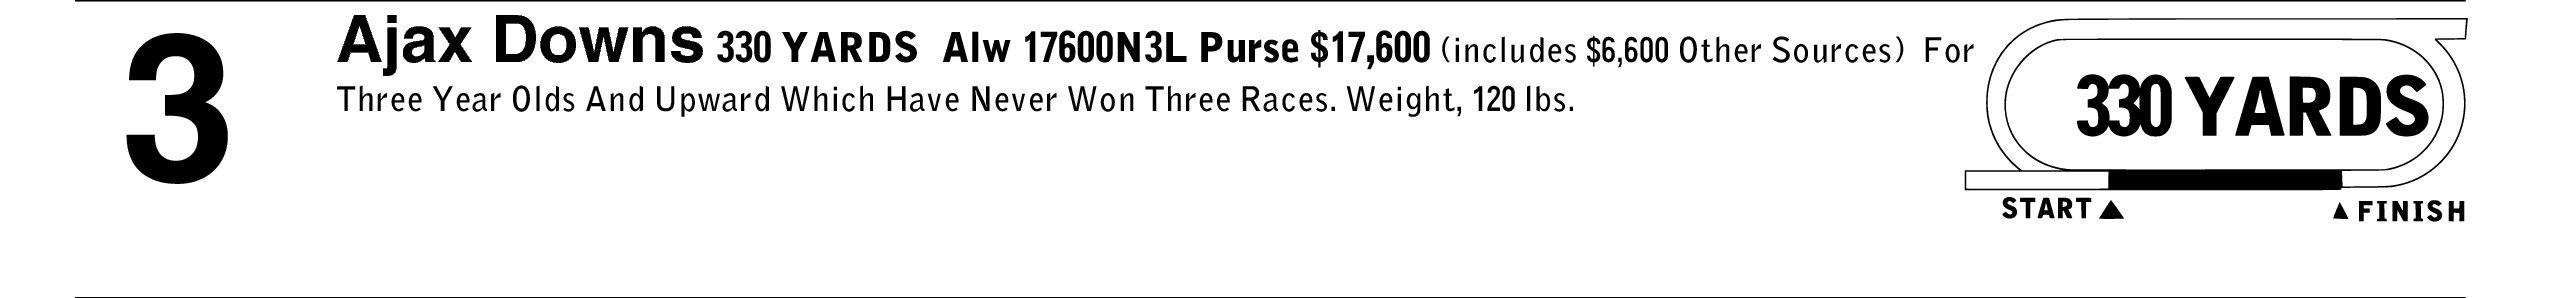 3
Ajax Downs 330 YARDS Alw 17600N3L Purse $17,600 (includes $6,600 Other Sources) For
Three Year Olds And Upward Which Have Never Won Three Races. Weight, 120 lbs.
330 YARDS
START ▲ ▲ FINISH